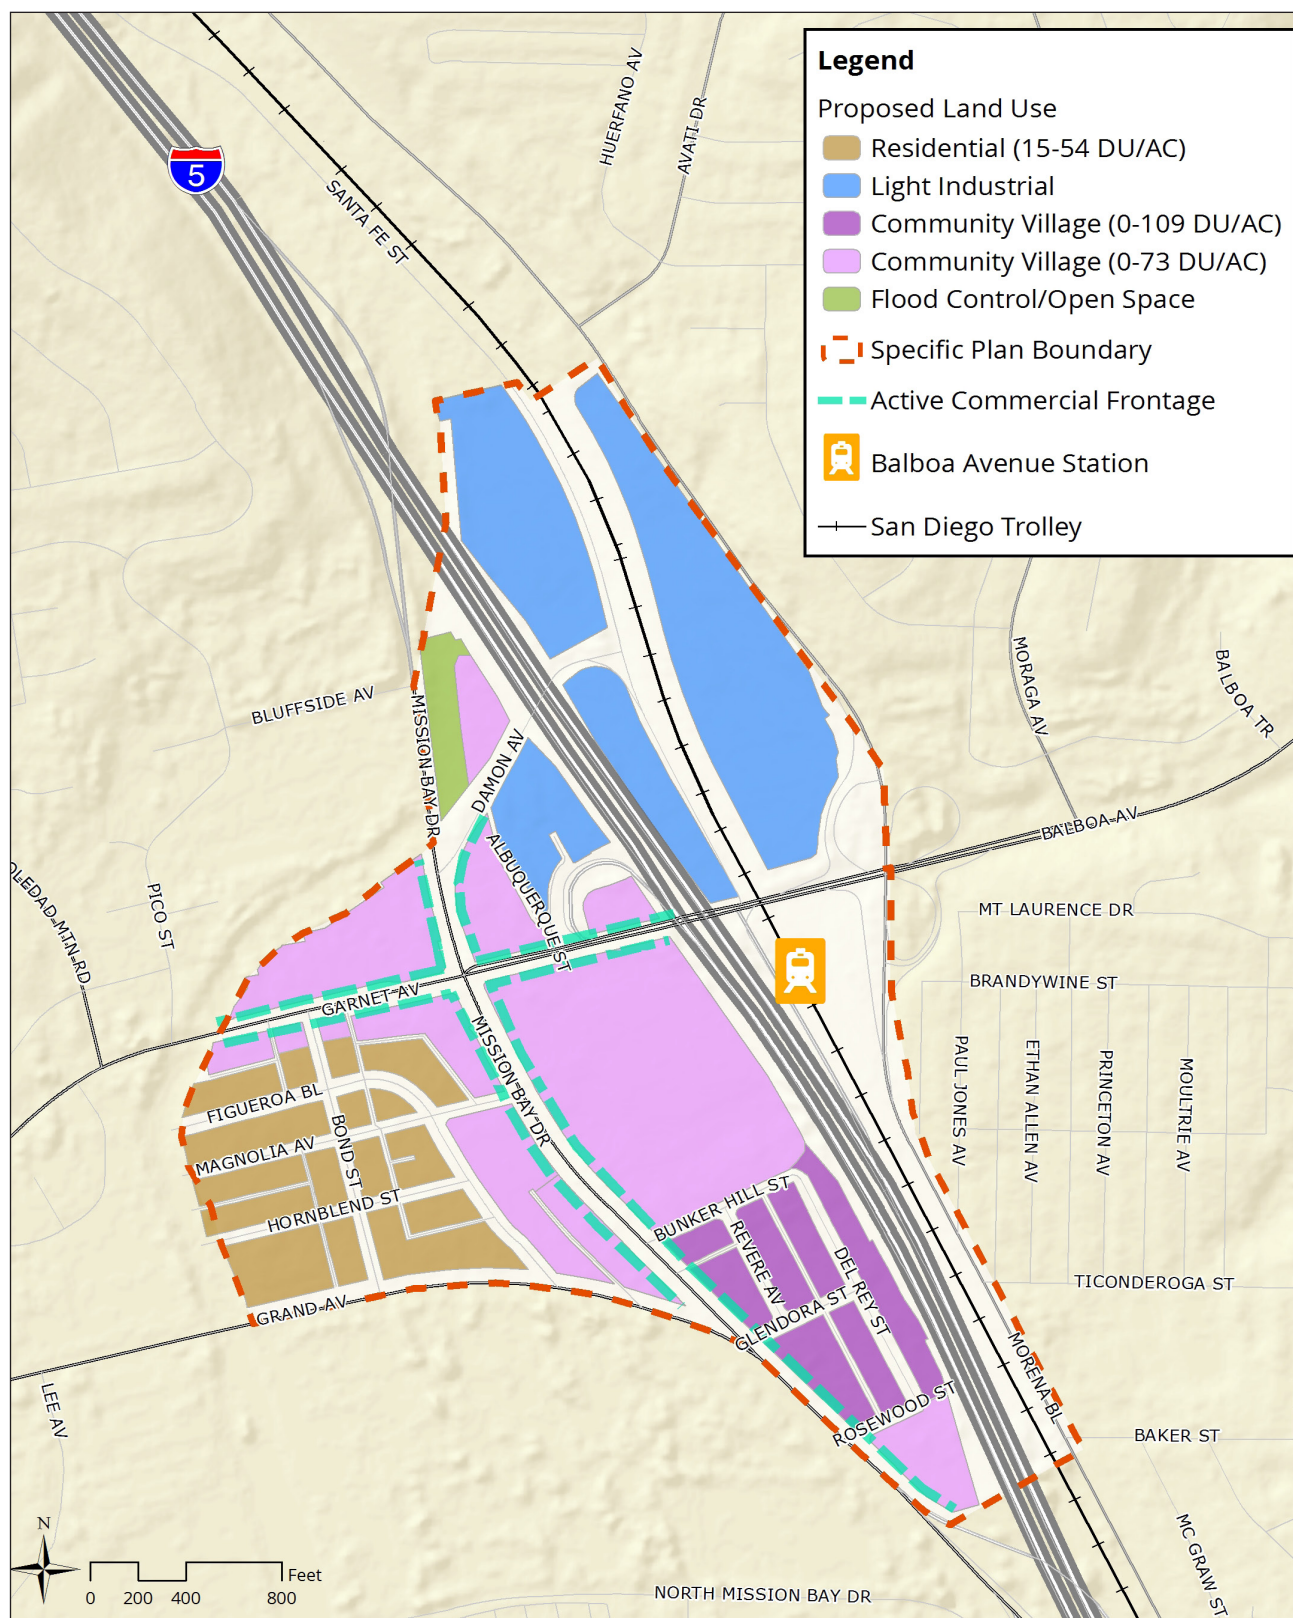 Legend
Proposed Land Use
Residential (15-54 DU/AC)
Light Industrial
Community Village (0-109 DU/AC)
Community Village (0-73 DU/AC)
Flood Control/Open Space
Specific Plan Boundary
Active Commercial Frontage
Balboa Avenue Station
San Diego Trolley
HUERFANO AV
AVATI DR
5
SANTA FE ST
MORAGA AV
BALBOA TR
BLUFFSIDE AV
MISSION BAY DR
DAMON AV
BALBOA AV
ALBUQUERQUE ST
OLEDAD MTN RD
PICO ST
MT LAURENCE DR
BRANDYWINE ST
GARNET AV
MISSION BAY DR
PAUL JONES AV
ETHAN ALLEN AV
PRINCETON AV
MOULTRIE AV
FIGUEROA BL
BOND ST
MAGNOLIA AV
HORNBLEND ST
BUNKER HILL ST
REVERE AV
DEL REY ST
GLENDORA ST
TICONDEROGA ST
GRAND AV
MORENA BL
LEE AV
ROSEWOOD ST
BAKER ST
MC GRAW ST
N
Feet
0 200 400 800
NORTH MISSION BAY DR